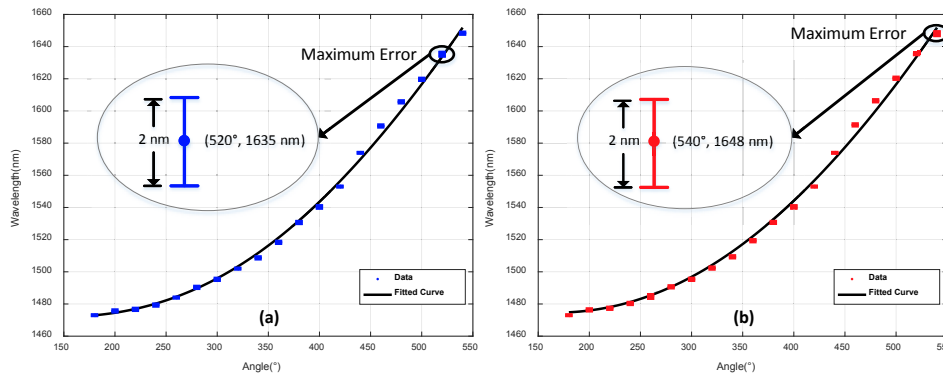 1660
1640
1620
1600
1580
1560
1540
1520
1500
1480
1460
Wavelength(nm)
Maximum Error
2 nm
(520°, 1635 nm)
Data
Fitted Curve
(a)
150
200
250
300
350
400
450
500
550
Angle(°)
1660
1640
1620
1600
1580
1560
1540
1520
1500
1480
1460
Wavelength(nm)
Maximum Error
2 nm
(540°, 1648 nm)
Data
Fitted Curve
(b)
150
200
250
300
350
400
450
500
Angle(°)